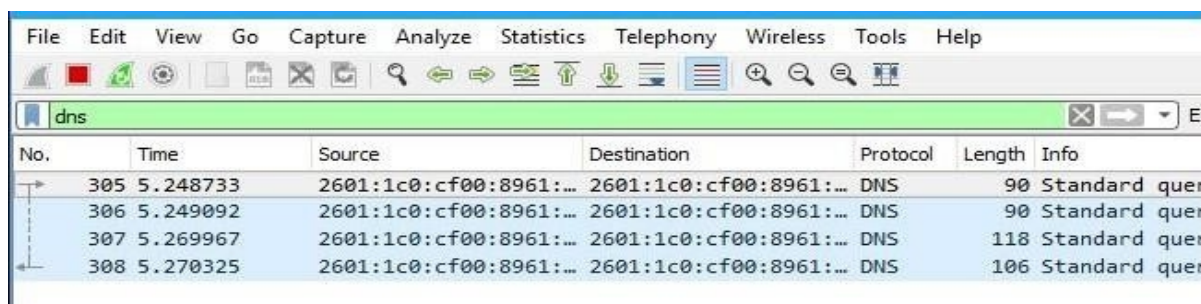 File Edit View Go Capture Analyze Statistics Telephony Wireless Tools Help
dns
No. Time Source Destination Protocol Length Info
305 5.248733 2601:1c0:cf00:8961:… 2601:1c0:cf00:8961:… DNS 90 Standard quer
306 5.249092 2601:1c0:cf00:8961:… 2601:1c0:cf00:8961:… DNS 90 Standard quer
307 5.269967 2601:1c0:cf00:8961:… 2601:1c0:cf00:8961:… DNS 118 Standard quer
308 5.270325 2601:1c0:cf00:8961:… 2601:1c0:cf00:8961:… DNS 106 Standard quer